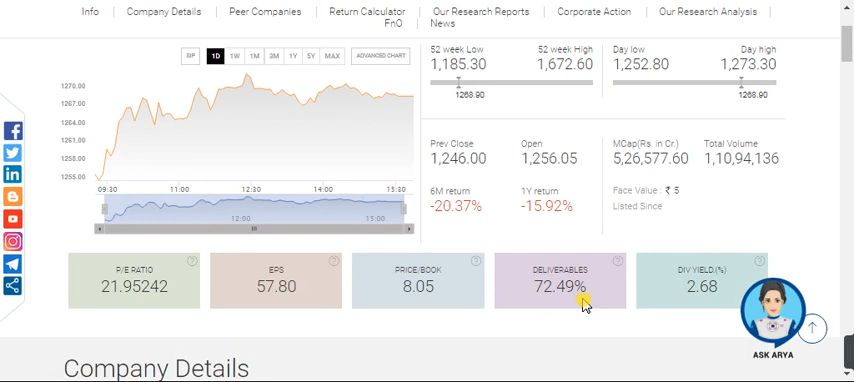 Info Company Details Peer Companies Return Calculator Our Research Reports Corporate Action Our Research Analysis
FnO News
SIP 1D 1W 1M 3M 1Y 5Y MAX ADVANCED CHART
1270.00
1267.00
1264.00
1261.00
1258.00
1255.00
09:30 11:00 12:30 14:00 15:30
12:00 15:00
52 week Low 52 week High
1,185.30 1,672.60
1268.90
Day low Day high
1,252.80 1,273.30
1268.90
Prev Close Open
1,246.00 1,256.05
6M return 1Y return
-20.37% -15.92%
MCap(Rs. in Cr.) Total Volume
5,26,577.60 1,10,94,136
Face Value : ₹ 5
Listed Since
P/E RATIO
21.95242
EPS
57.80
PRICE/BOOK
8.05
DELIVERABLES
72.49%
DIV YIELD.(%)
2.68
ASK ARYA
Company Details